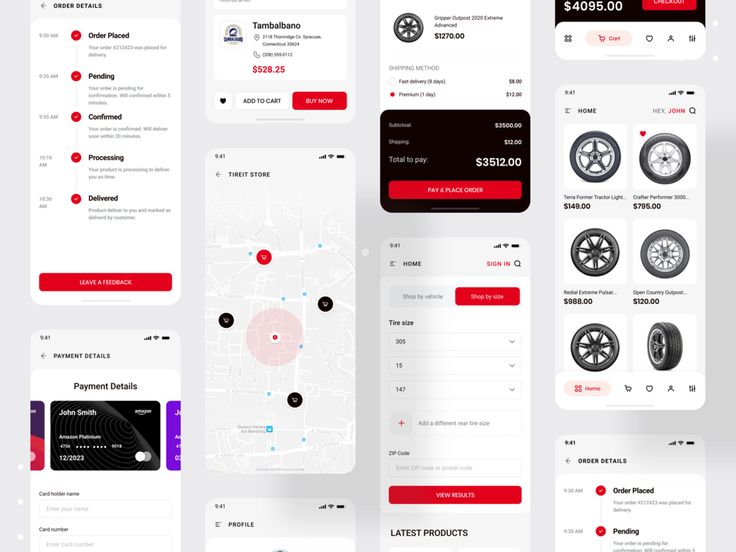 ORDER DETAILS
9:30 AM
Order Placed
Your order #212423 was placed for
delivery.
9:35 AM
Pending
Your order is pending for
confirmation. Will confirmed within 5
minutes.
9:55 AM
Confirmed
Your order is confirmed. Will deliver
soon within 20 minutes.
10:10
AM
Processing
Your product is processing to deliver
you on time.
10:30
AM
Delivered
Product deliver to you and marked as
deliverd by customer.
LEAVE A FEEDBACK
9:41
PAYMENT DETAILS
Payment Details
John Smith
amazon
Amazon Platinium
4756
9018
12/2023
Card holder name
Enter your name
Card number
Enter card number
Tambalbano
2118 Thornridge Cir. Syracuse,
Connecticut 35624
(208) 555-0112
$528.25
ADD TO CART
BUY NOW
9:41
TIREIT STORE
9:41
PROFILE
Gripper Outpost 2020 Extreme
Advanced
$1270.00
SHIPPING METHOD
Fast delivery (8 days)
$8.00
Premium (1 day)
$12.00
Subtotoal:
$3500.00
Shipping:
$12.00
Total to pay:
$3512.00
PAY & PLACE ORDER
9:41
HOME
SIGN IN
Shop by vehicle
Shop by size
Tire size
305
15
147
Add a different rear tire size
ZIP Code
Enter ZIP code or postal code
VIEW RESULTS
LATEST PRODUCTS
$4095.00
CHECKOUT
Cart
9:41
HOME
HEY, JOHN
Terra Former Tractor Light...
$149.00
Crafter Performer 3000...
$795.00
Redial Extreme Pulsar...
$988.00
Open Country Outpost...
$120.00
Home
9:41
ORDER DETAILS
9:30 AM
Order Placed
Your order #212423 was placed for
delivery.
9:35 AM
Pending
Your order is pending for
confirmation. Will confirmed within 5
minutes.